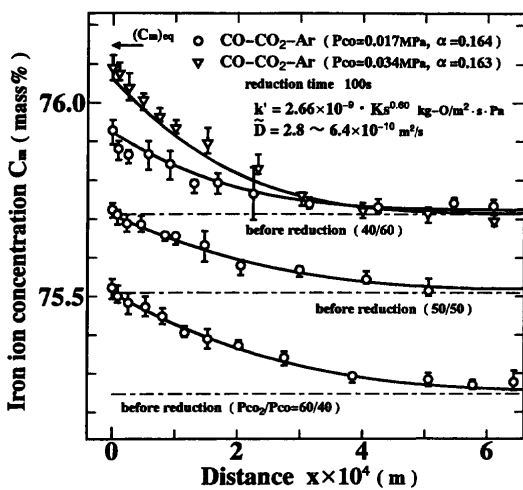 (Cm)eq
○ CO-CO₂-Ar (Pco=0.017MPa, α=0.164)
▽ CO-CO₂-Ar (Pco=0.034MPa, α=0.163)
reduction time 100s
k' = 2.66×10⁻⁹ · Ks^0.60 kg-O/m²·s·Pa
D̃ = 2.8 ~ 6.4×10⁻¹⁰ m²/s
76.0
before reduction (40/60)
75.5
before reduction
(50/50)
before reduction (Pco₂/Pco=60/40)
0 2 4 6
Distance x×10⁴ (m)
Iron ion concentration Cm (mass%)